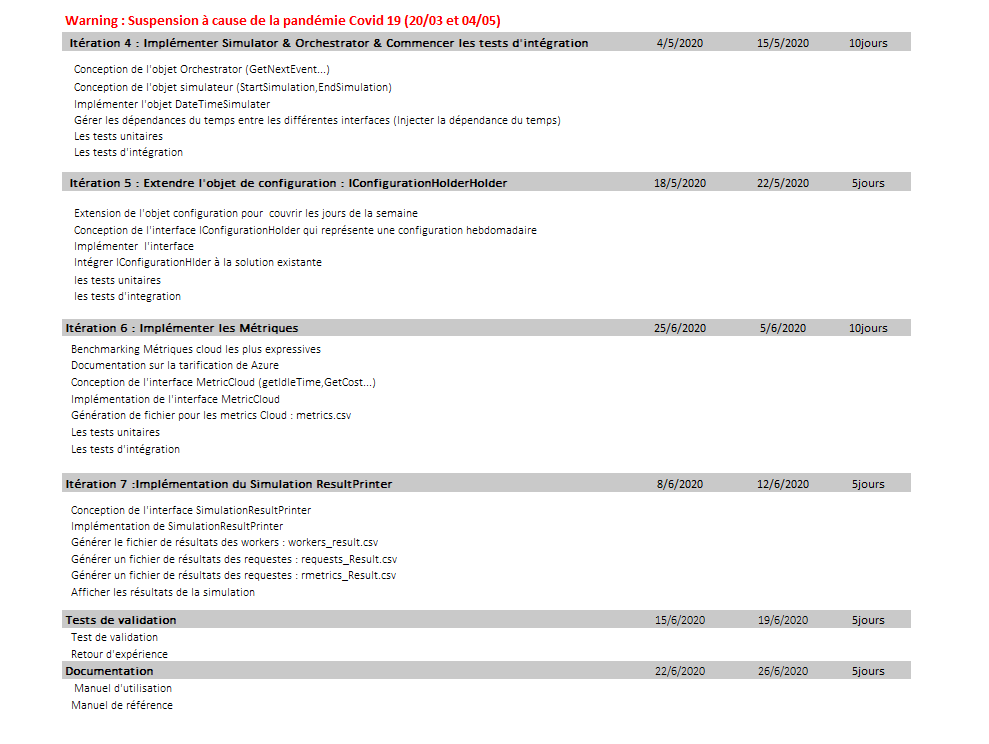 Warning : Suspension à cause de la pandémie Covid 19 (20/03 et 04/05)
Itération 4 : Implémenter Simulator & Orchestrator & Commencer les tests d'intégration 4/5/2020 15/5/2020 10jours
Conception de l'objet Orchestrator (GetNextEvent...)
Conception de l'objet simulateur (StartSimulation,EndSimulation)
Implémenter l'objet DateTimeSimulater
Gérer les dépendances du temps entre les différentes interfaces (Injecter la dépendance du temps)
Les tests unitaires
Les tests d'intégration
Itération 5 : Extendre l'objet de configuration : IConfigurationHolderHolder 18/5/2020 22/5/2020 5jours
Extension de l'objet configuration pour couvrir les jours de la semaine
Conception de l'interface IConfigurationHolder qui représente une configuration hebdomadaire
Implémenter l'interface
Intégrer IConfigurationHlder à la solution existante
les tests unitaires
les tests d'integration
Itération 6 : Implémenter les Métriques 25/6/2020 5/6/2020 10jours
Benchmarking Métriques cloud les plus expressives
Documentation sur la tarification de Azure
Conception de l'interface MetricCloud (getIdleTime,GetCost...)
Implémentation de l'interface MetricCloud
Génération de fichier pour les metrics Cloud : metrics.csv
Les tests unitaires
Les tests d'intégration
Itération 7 :Implémentation du Simulation ResultPrinter 8/6/2020 12/6/2020 5jours
Conception de l'interface SimulationResultPrinter
Implémentation de SimulationResultPrinter
Générer le fichier de résultats des workers : workers_result.csv
Générer un fichier de résultats des requestes : requests_Result.csv
Générer un fichier de résultats des requestes : rmetrics_Result.csv
Afficher les résultats de la simulation
Tests de validation 15/6/2020 19/6/2020 5jours
Test de validation
Retour d'expérience
Documentation 22/6/2020 26/6/2020 5jours
Manuel d'utilisation
Manuel de référence